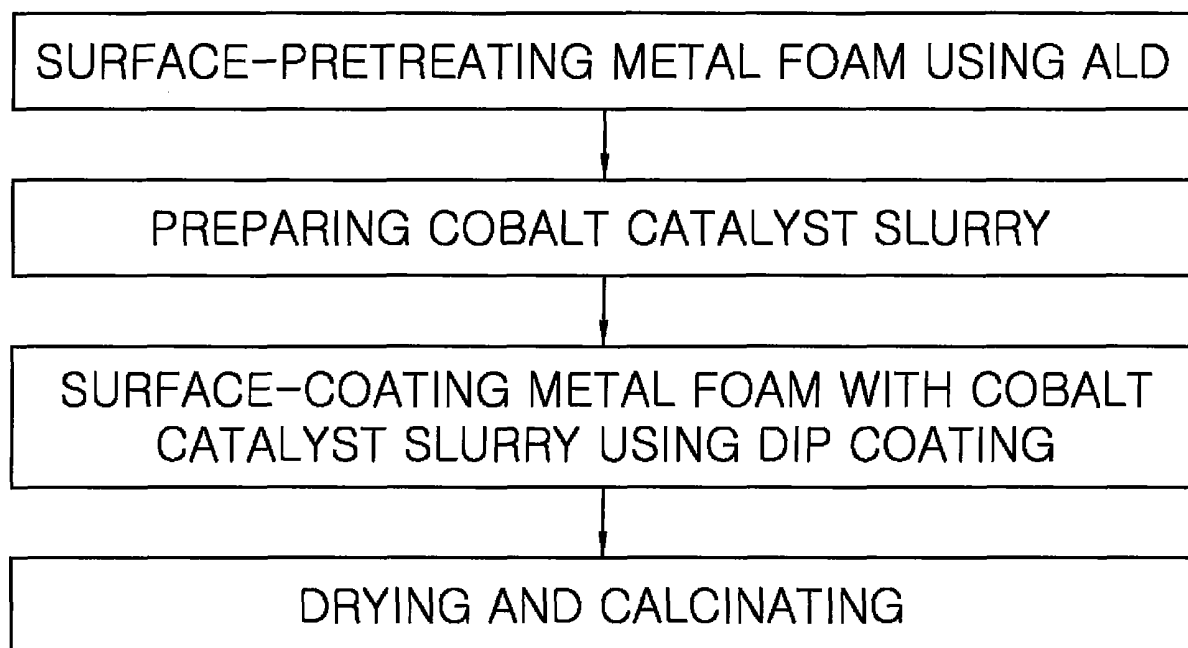 SURFACE-PRETREATING METAL FOAM USING ALD
PREPARING COBALT CATALYST SLURRY
SURFACE-COATING METAL FOAM WITH COBALT
CATALYST SLURRY USING DIP COATING
DRYING AND CALCINATING